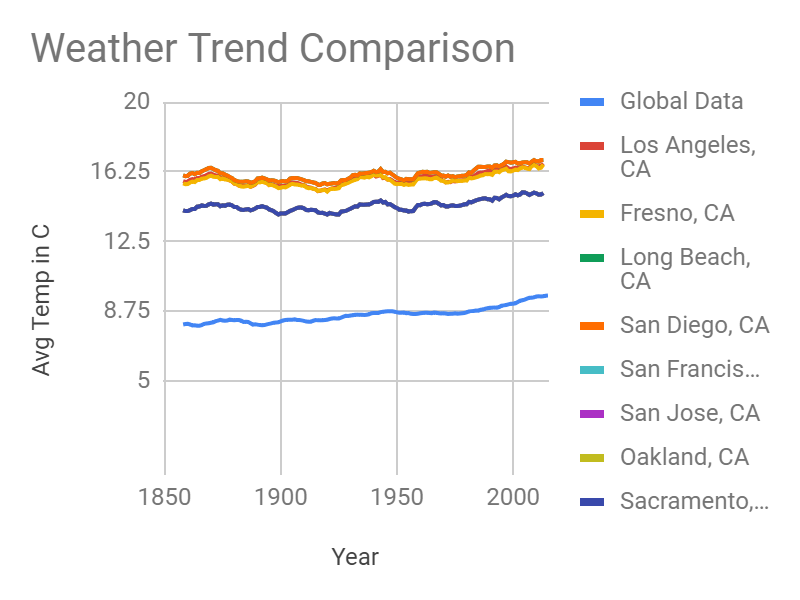 Weather Trend Comparison
20
16.25
12.5
8.75
5
Avg Temp in C
1850
1900
1950
2000
Year
Global Data
Los Angeles,
CA
Fresno, CA
Long Beach,
CA
San Diego, CA
San Francis...
San Jose, CA
Oakland, CA
Sacramento,...